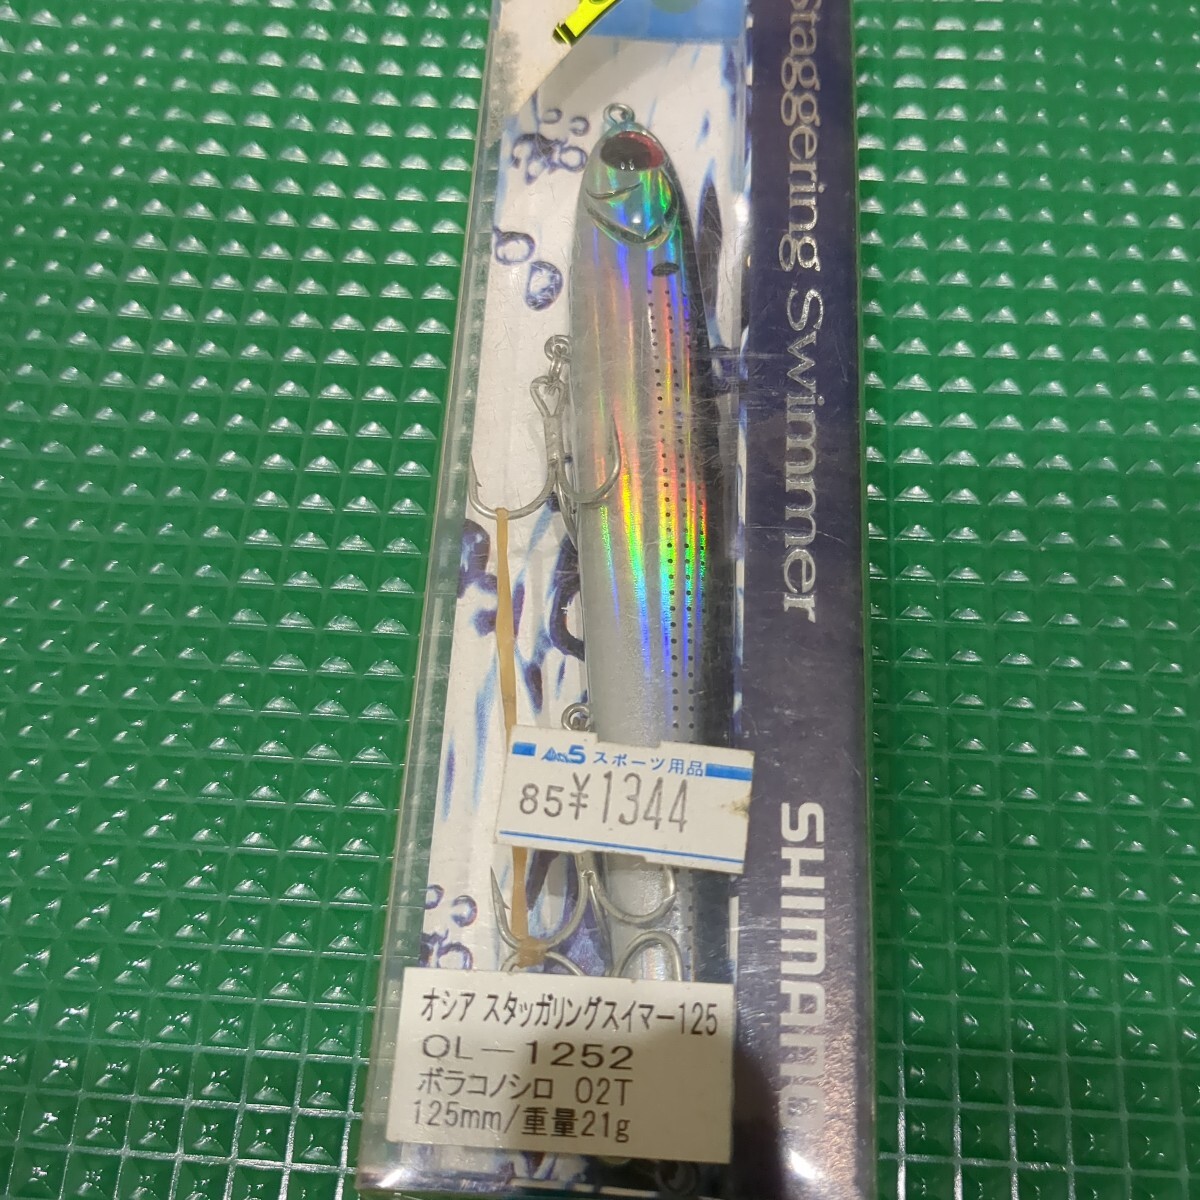 Staggering Swimmer
SHIMANO
スポーツ用品
85¥1344
オシア スタッガリングスイマー125
OL-1252
ボラコノシロ 02T
125mm/重量21g